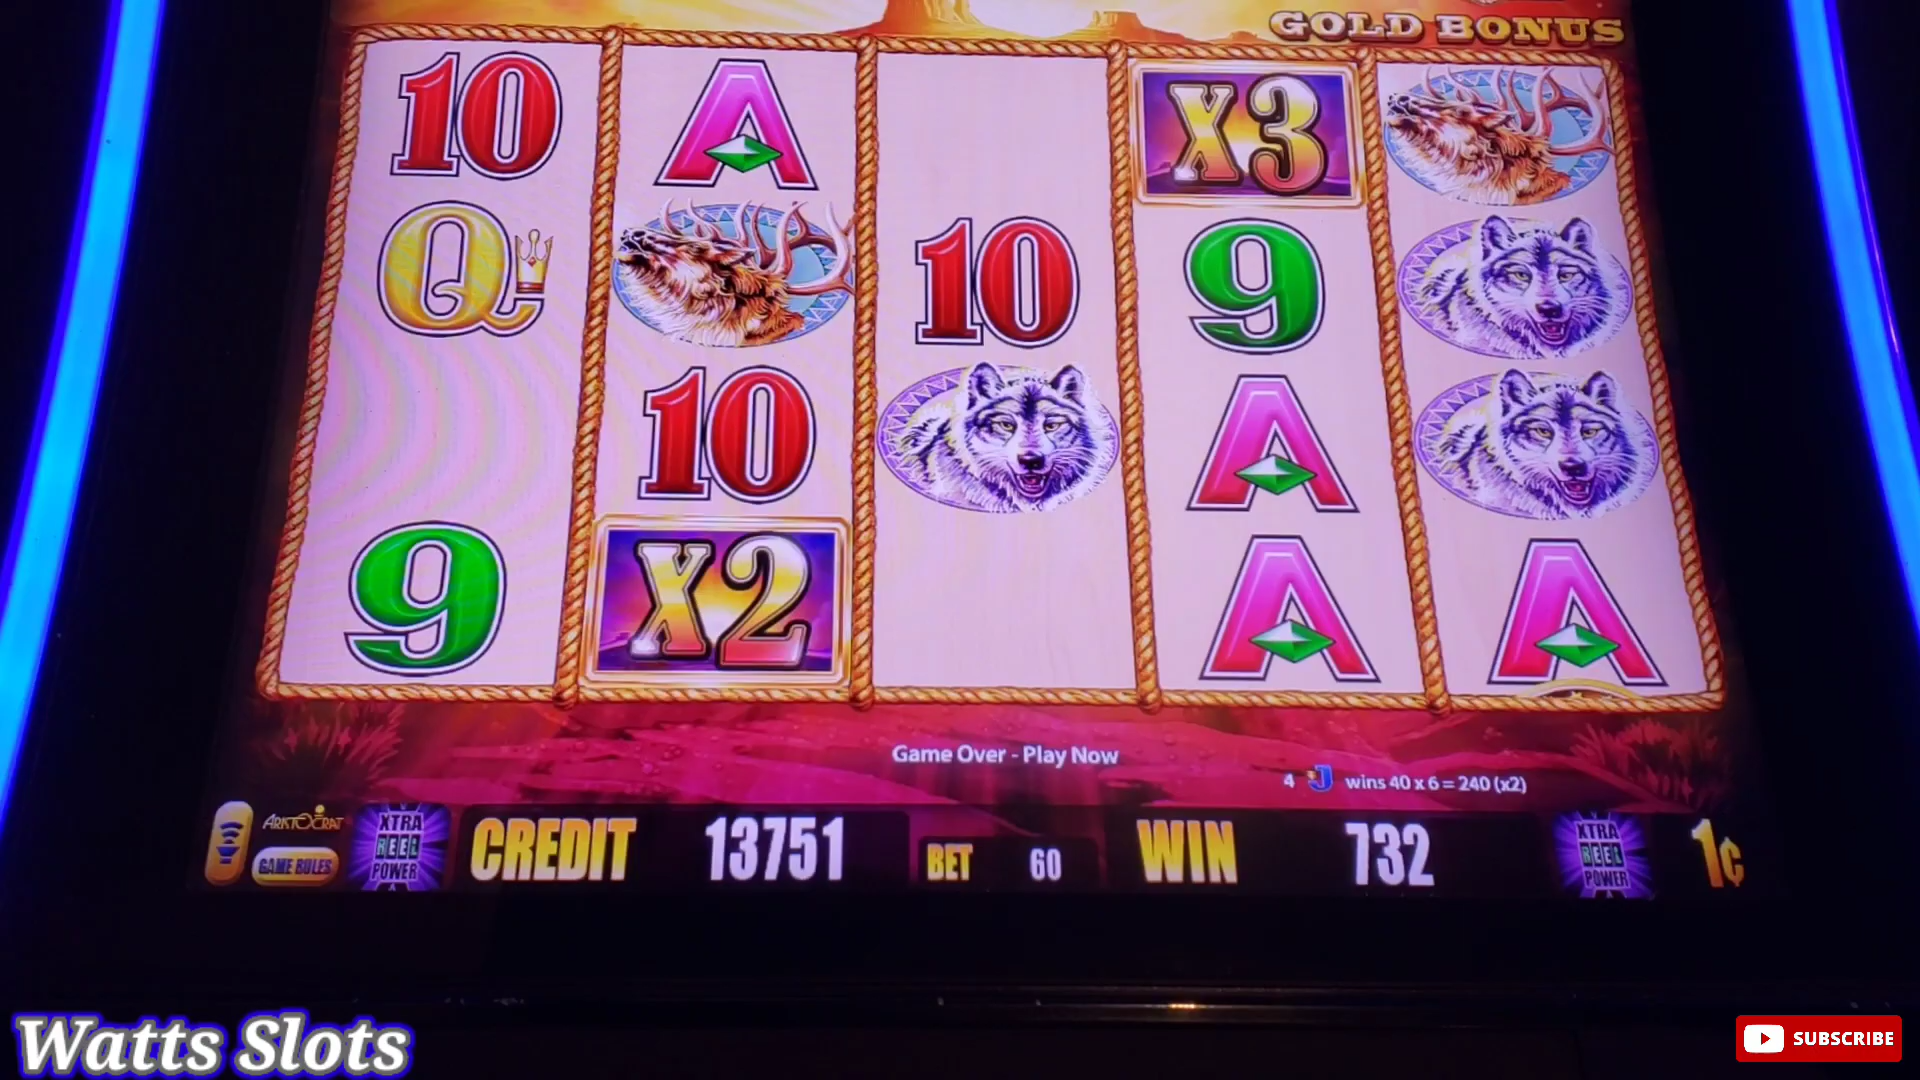 GOLD BONUS
10 A X3
Q 10 9
10 A
9 X2 A A
Game Over - Play Now
4 J wins 40 x 6 = 240 (x2)
ARISTOCRAT
GAME RULES
XTRA
REEL
POWER
CREDIT 13751 BET 60 WIN 732
XTRA
REEL
POWER
1¢
Watts Slots
SUBSCRIBE